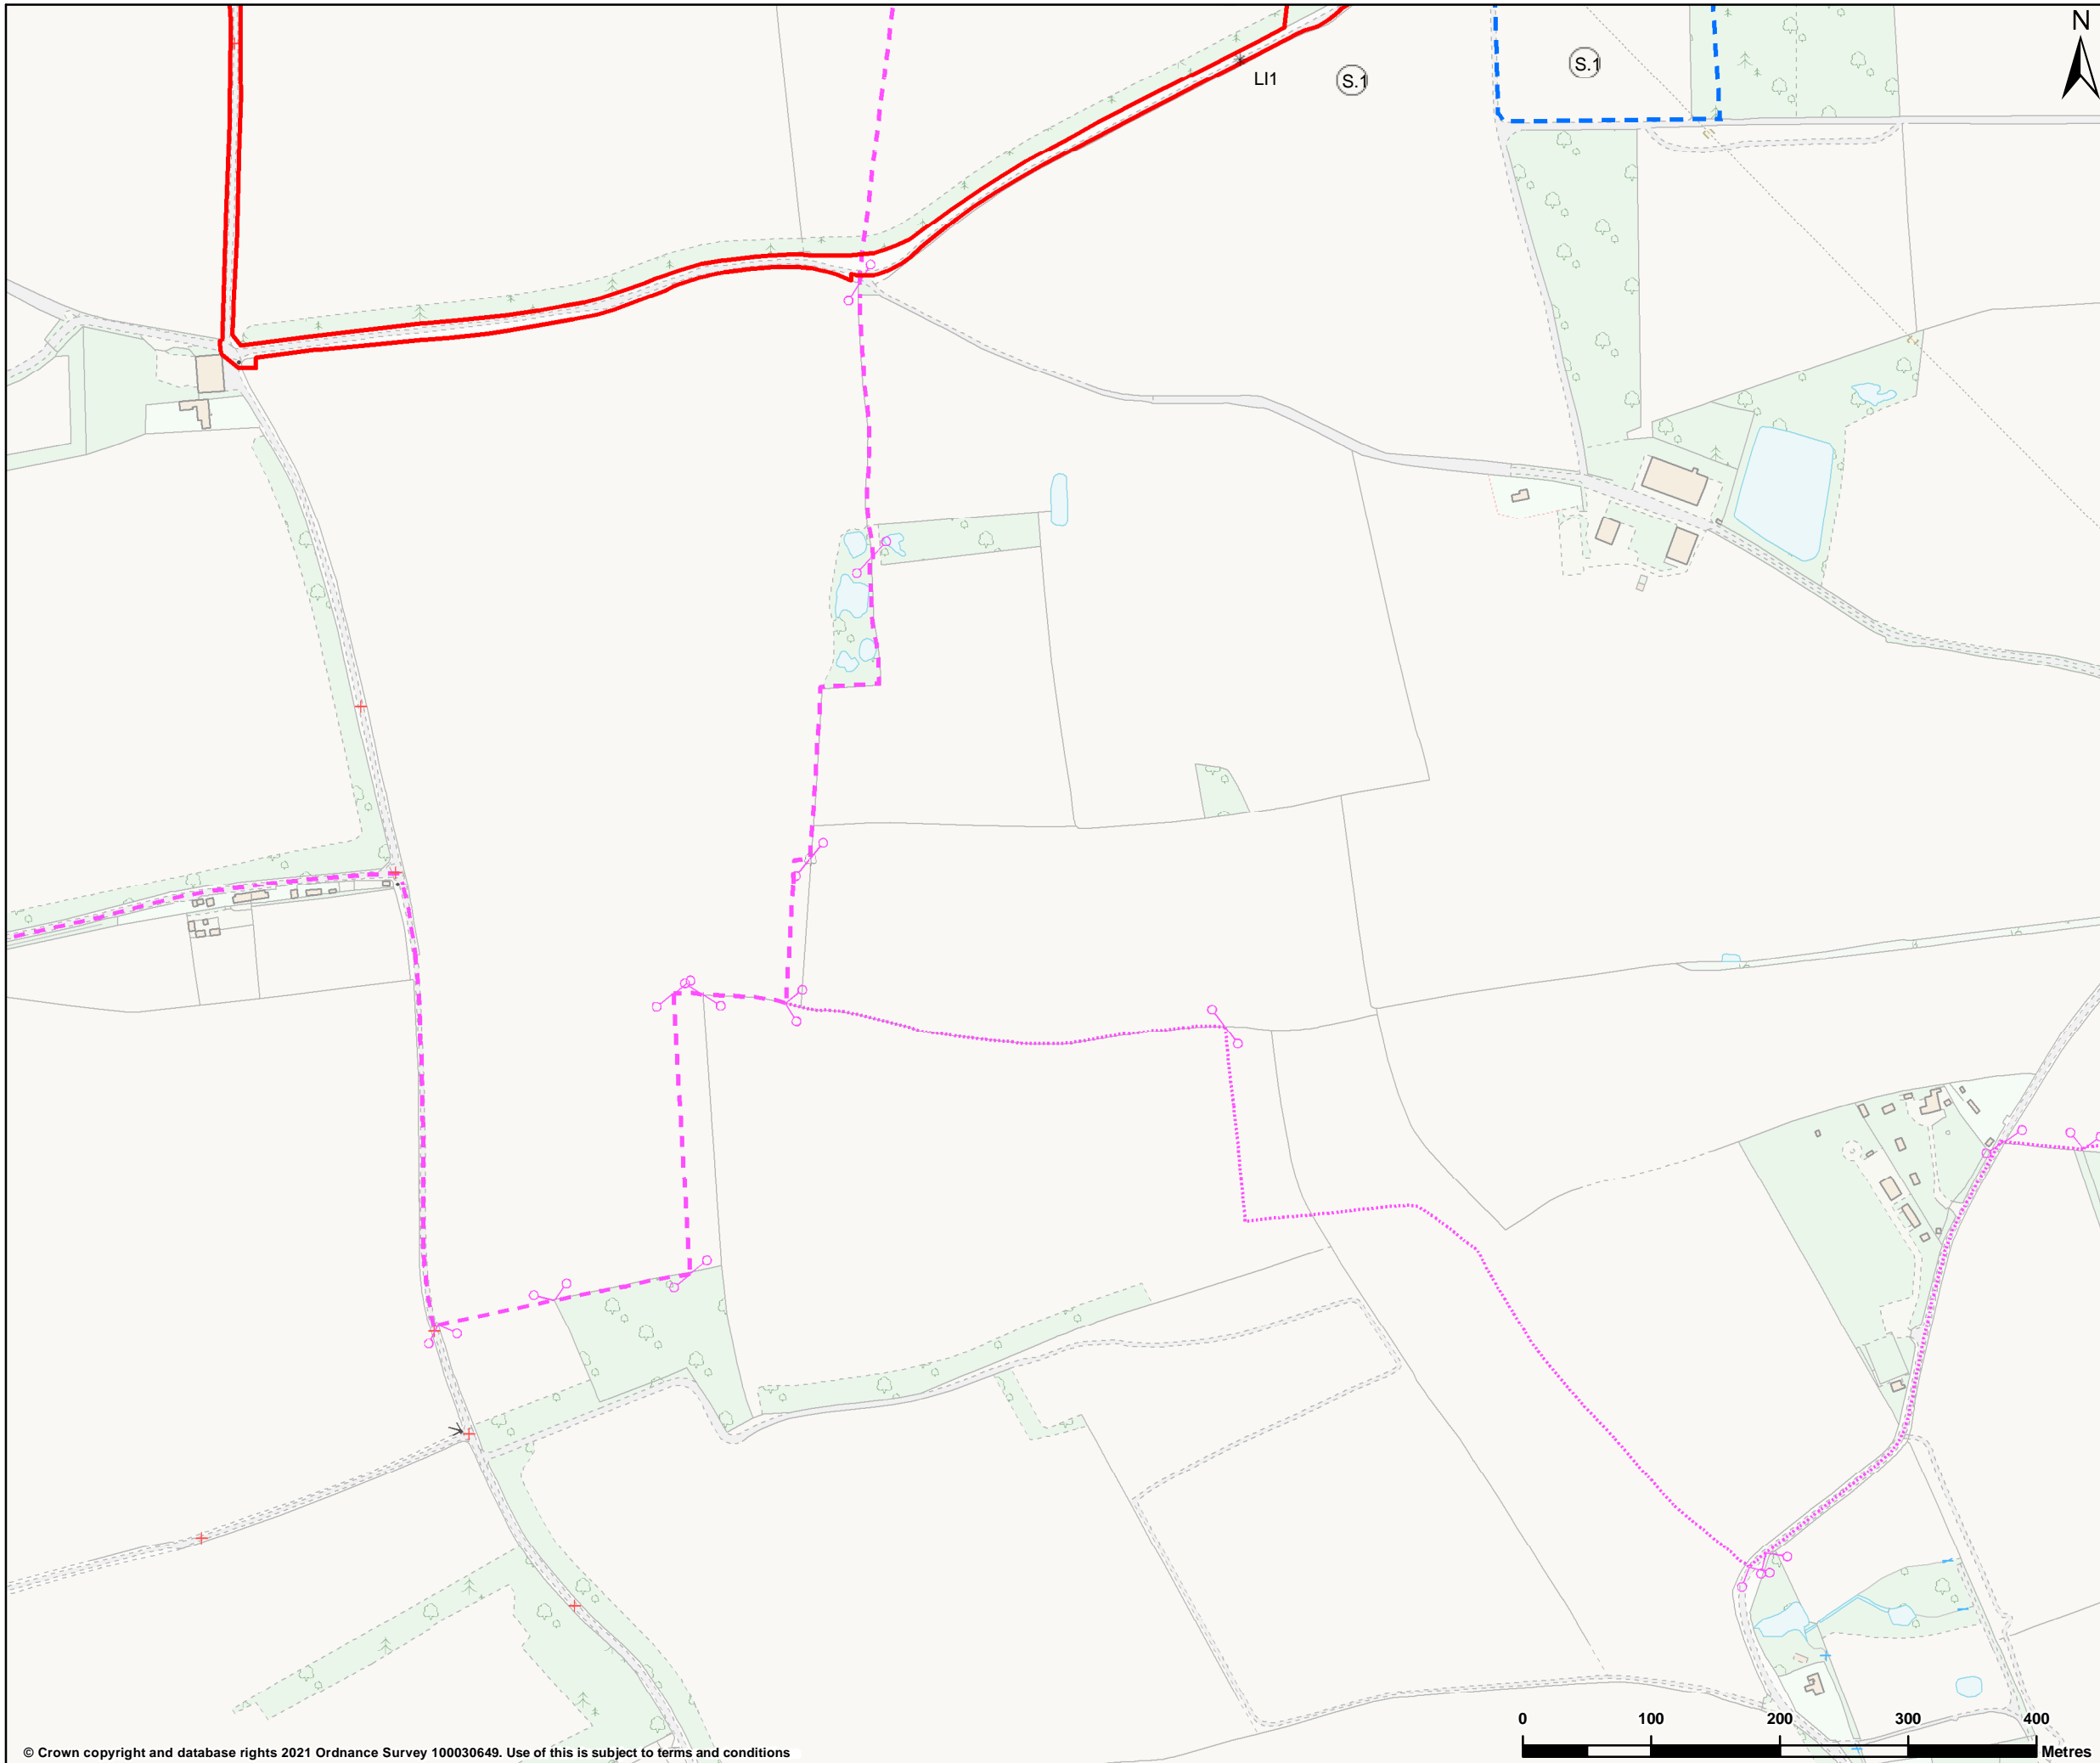 N
S.1
S.1
LI1
0 100 200 300 400
Metres
© Crown copyright and database rights 2021 Ordnance Survey 100030649. Use of this is subject to terms and conditions